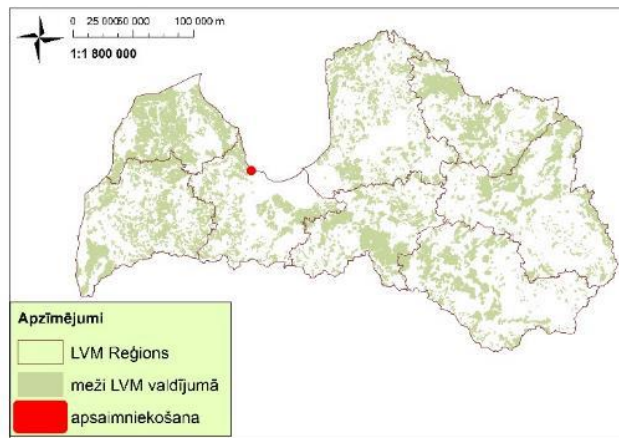 0 25 00050 000 100 000 m
1:1 800 000
Apzīmējumi
LVM Reģions
meži LVM valdījumā
apsaimniekošana